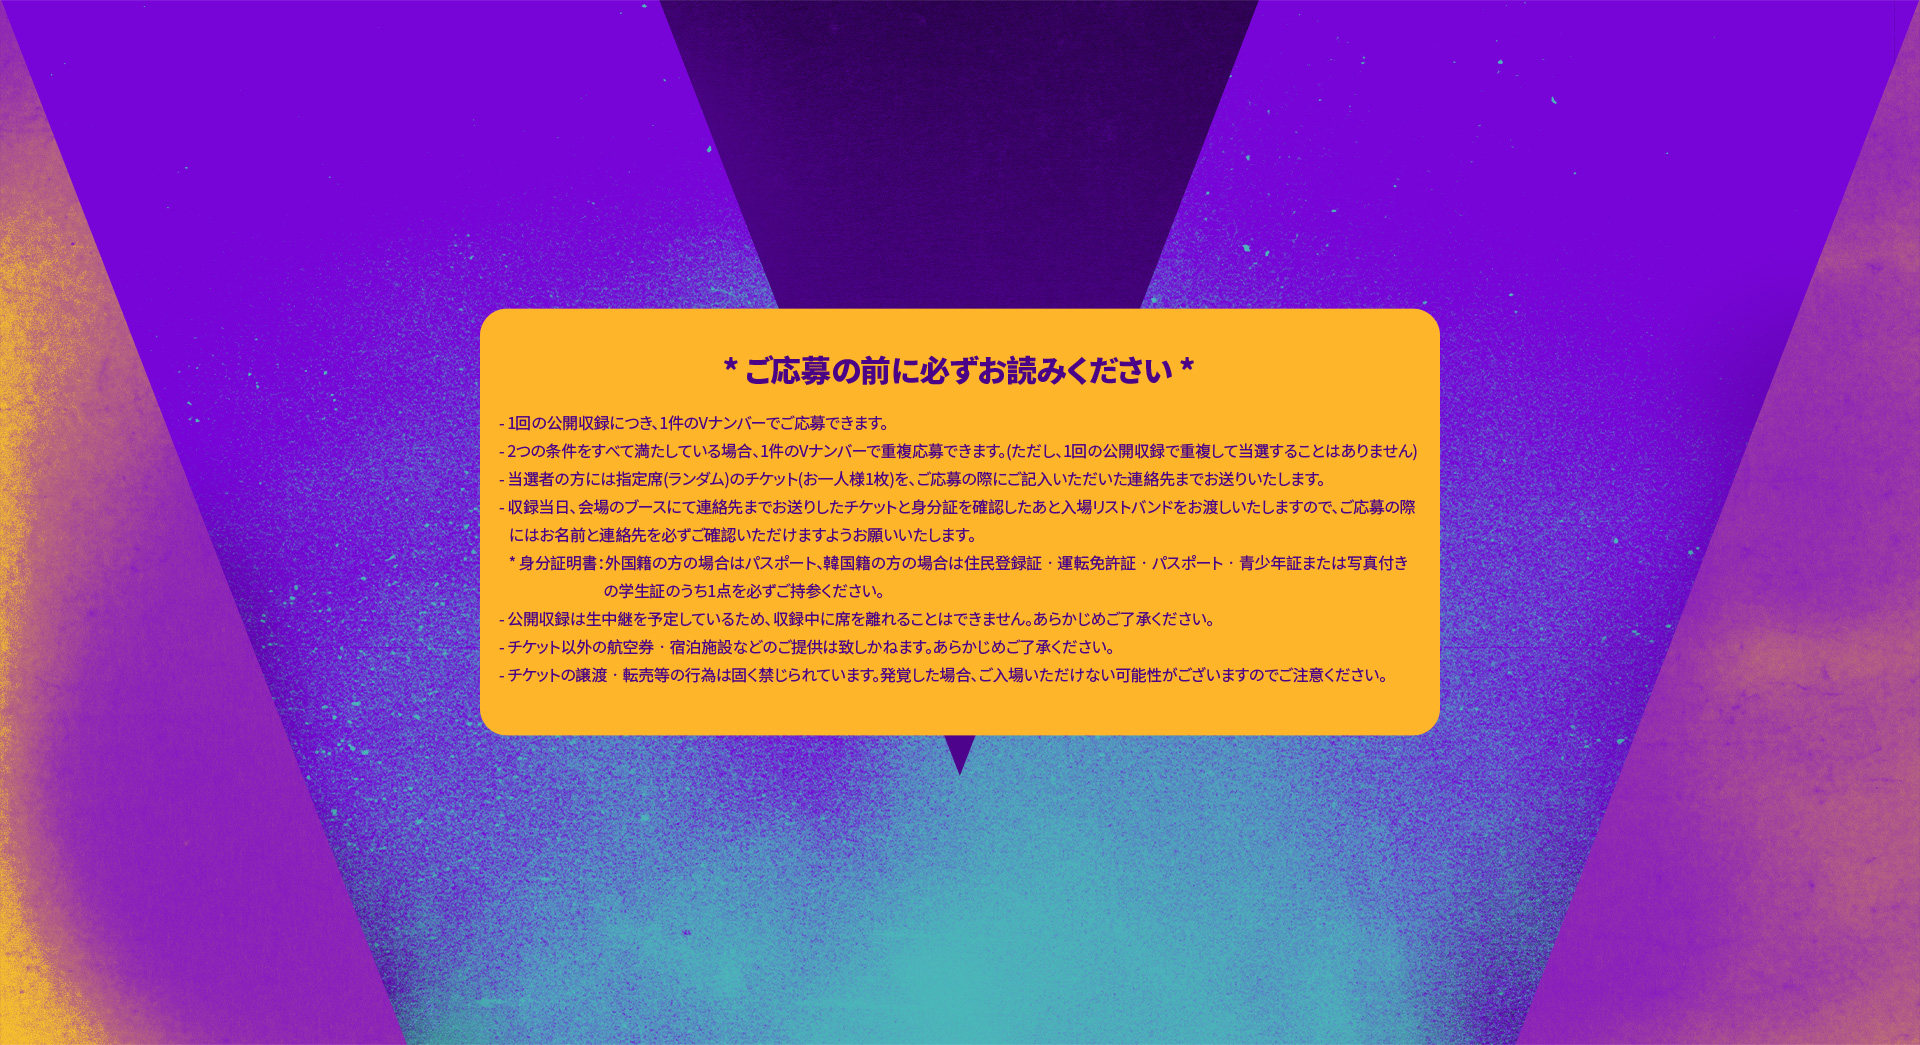 * ご応募の前に必ずお読みください *
- 1回の公開収録につき、1件のVナンバーでご応募できます。
- 2つの条件をすべて満たしている場合、1件のVナンバーで重複応募できます。(ただし、1回の公開収録で重複して当選することはありません)
- 当選者の方には指定席(ランダム)のチケット(お一人様1枚)を、ご応募の際にご記入いただいた連絡先までお送りいたします。
- 収録当日、会場のブースにて連絡先までお送りしたチケットと身分証を確認したあと入場リストバンドをお渡しいたしますので、ご応募の際
にはお名前と連絡先を必ずご確認いただけますようお願いいたします。
* 身分証明書：外国籍の方の場合はパスポート、韓国籍の方の場合は住民登録証 · 運転免許証 · パスポート · 青少年証または写真付き
の学生証のうち1点を必ずご持参ください。
- 公開収録は生中継を予定しているため、収録中に席を離れることはできません。あらかじめご了承ください。
- チケット以外の航空券 · 宿泊施設などのご提供は致しかねます。あらかじめご了承ください。
- チケットの譲渡 · 転売等の行為は固く禁じられています。発覚した場合、ご入場いただけない可能性がございますのでご注意ください。